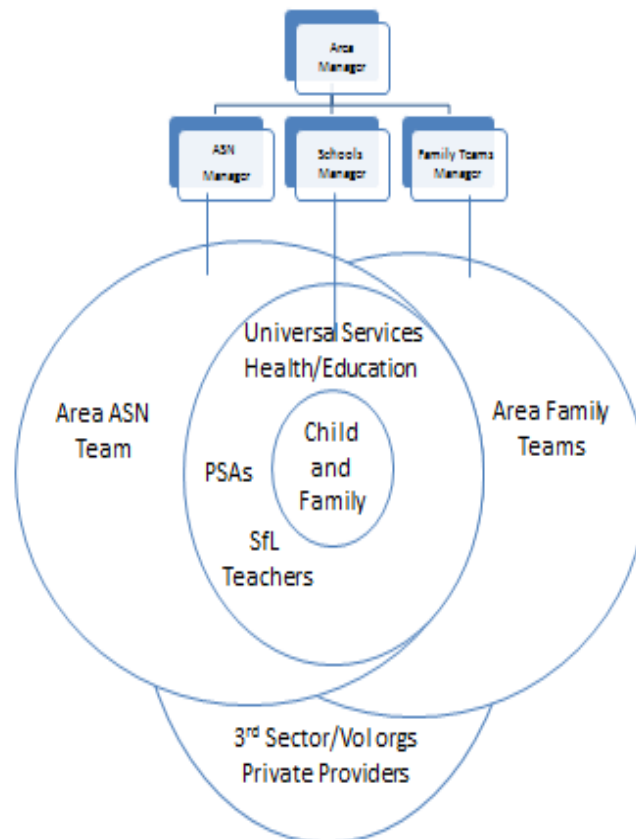 Area
Manager
ASN
Manager
Schools
Manager
Family Teams
Manager
Universal Services
Health/Education
Area ASN
Team
Area Family
Teams
Child
and
Family
PSAs
SfL
Teachers
3rd Sector/Vol orgs
Private Providers